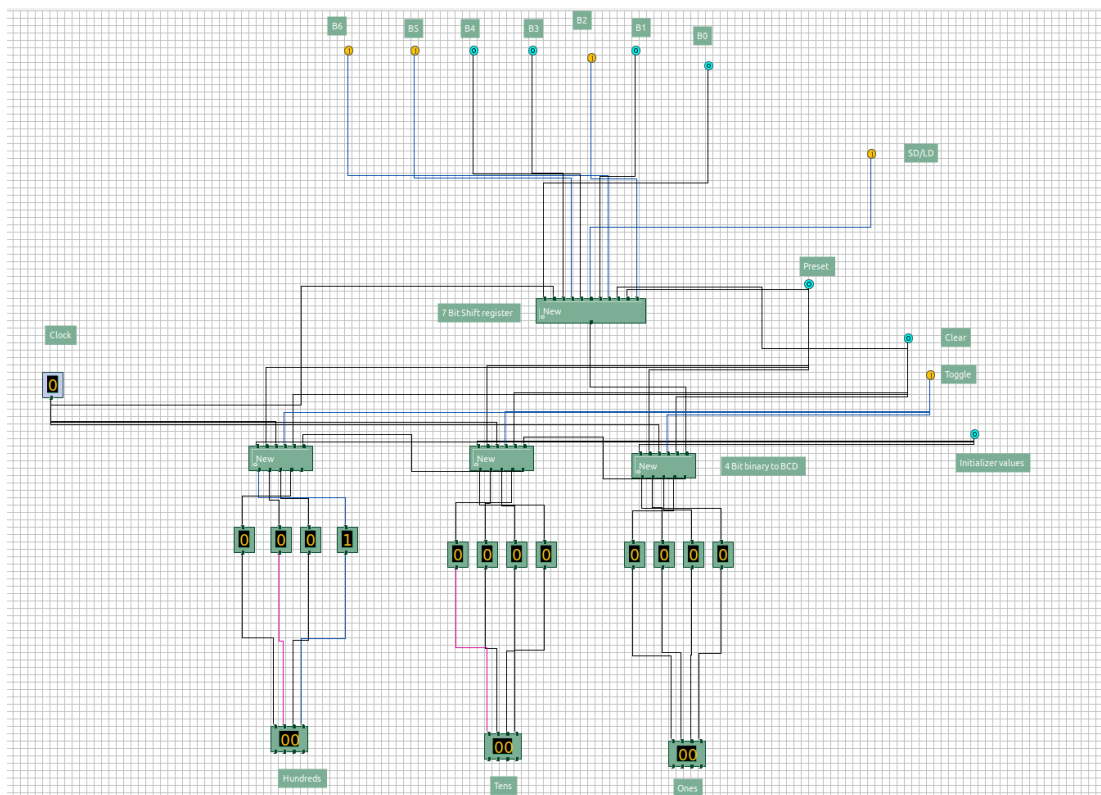 B6
B5
B4
B3
B2
B1
B0
SD/LD
Preset
7 Bit Shift register
New
Clock
Clear
0
Toggle
New
New
New
4 Bit binary to BCD
Initializer values
0
0
0
1
0
0
0
0
0
0
0
0
00
00
00
Hundreds
Tens
Ones